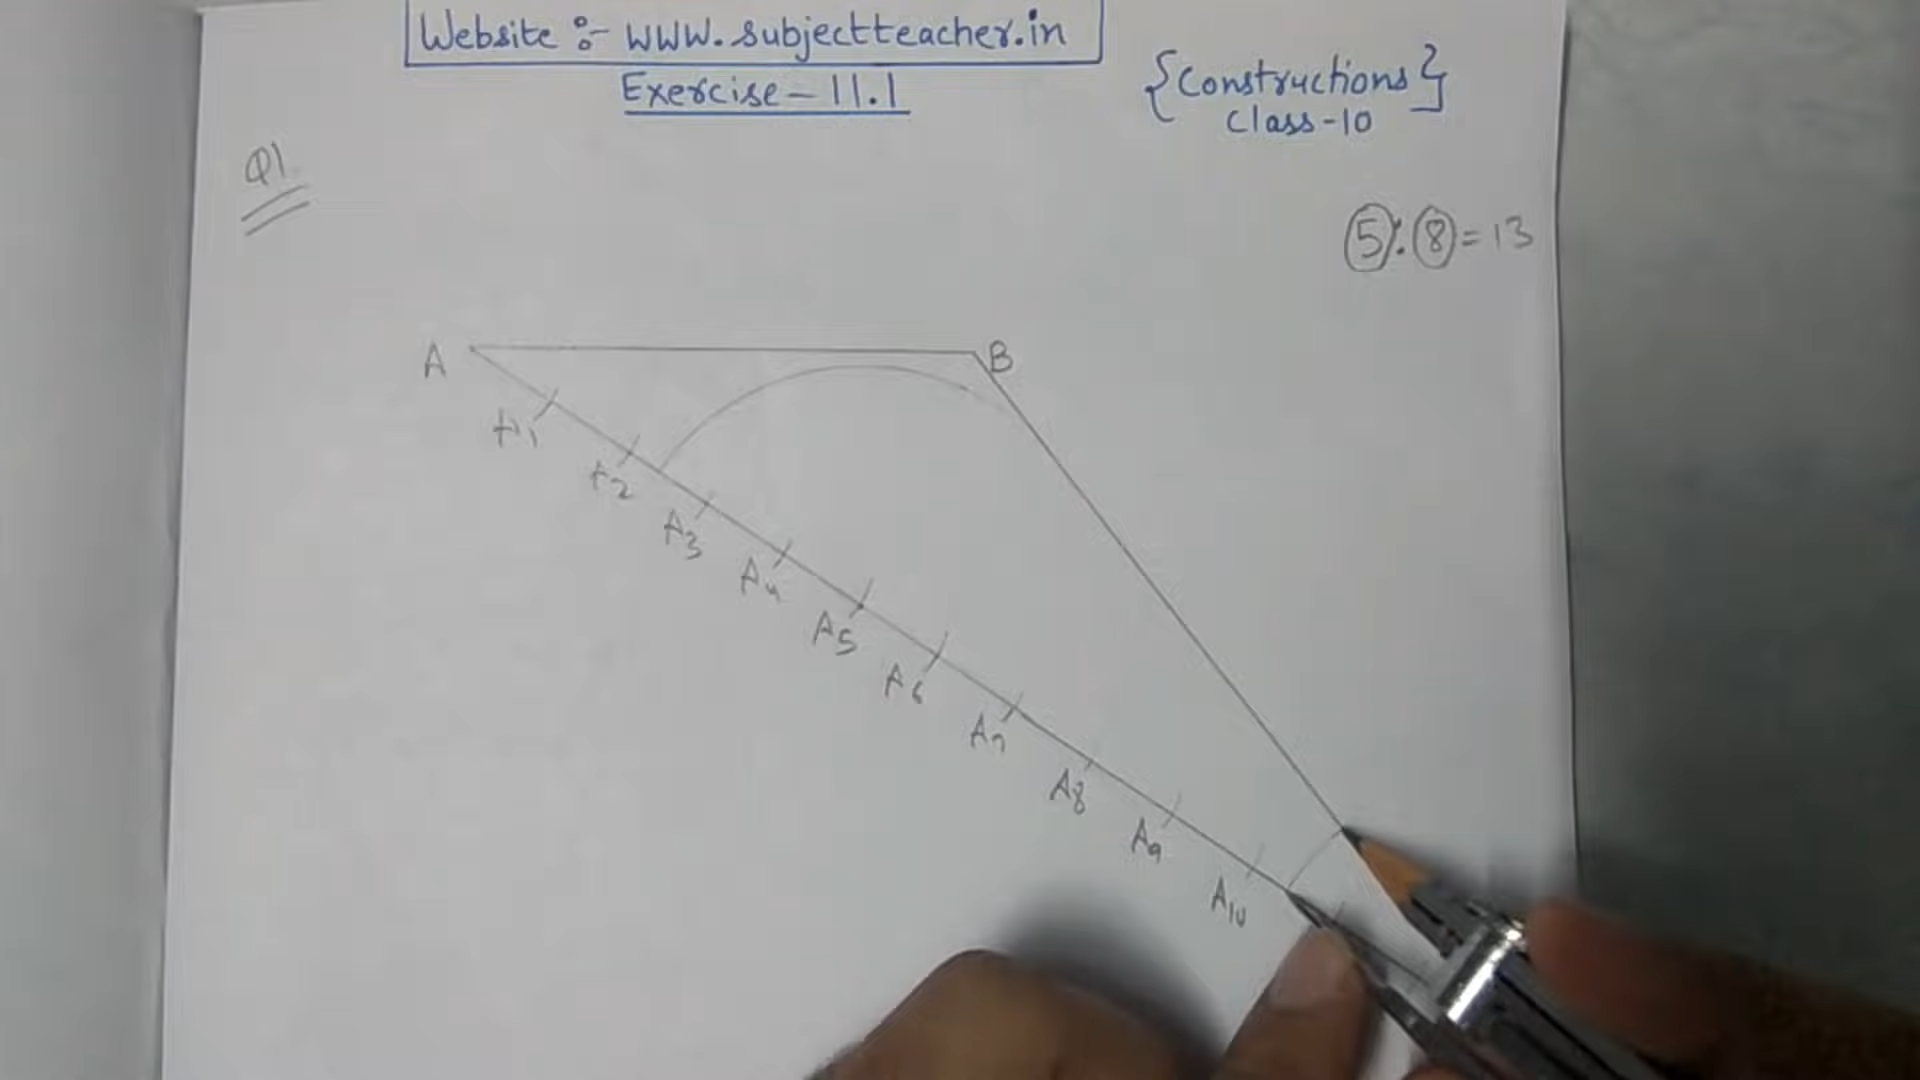 Website :- www.subjectteacher.in
Exercise - 11.1
{Constructions}
Class-10
Q1
5:8 = 13
A
B
A1
A2
A3
A4
A5
A6
A7
A8
A9
A10